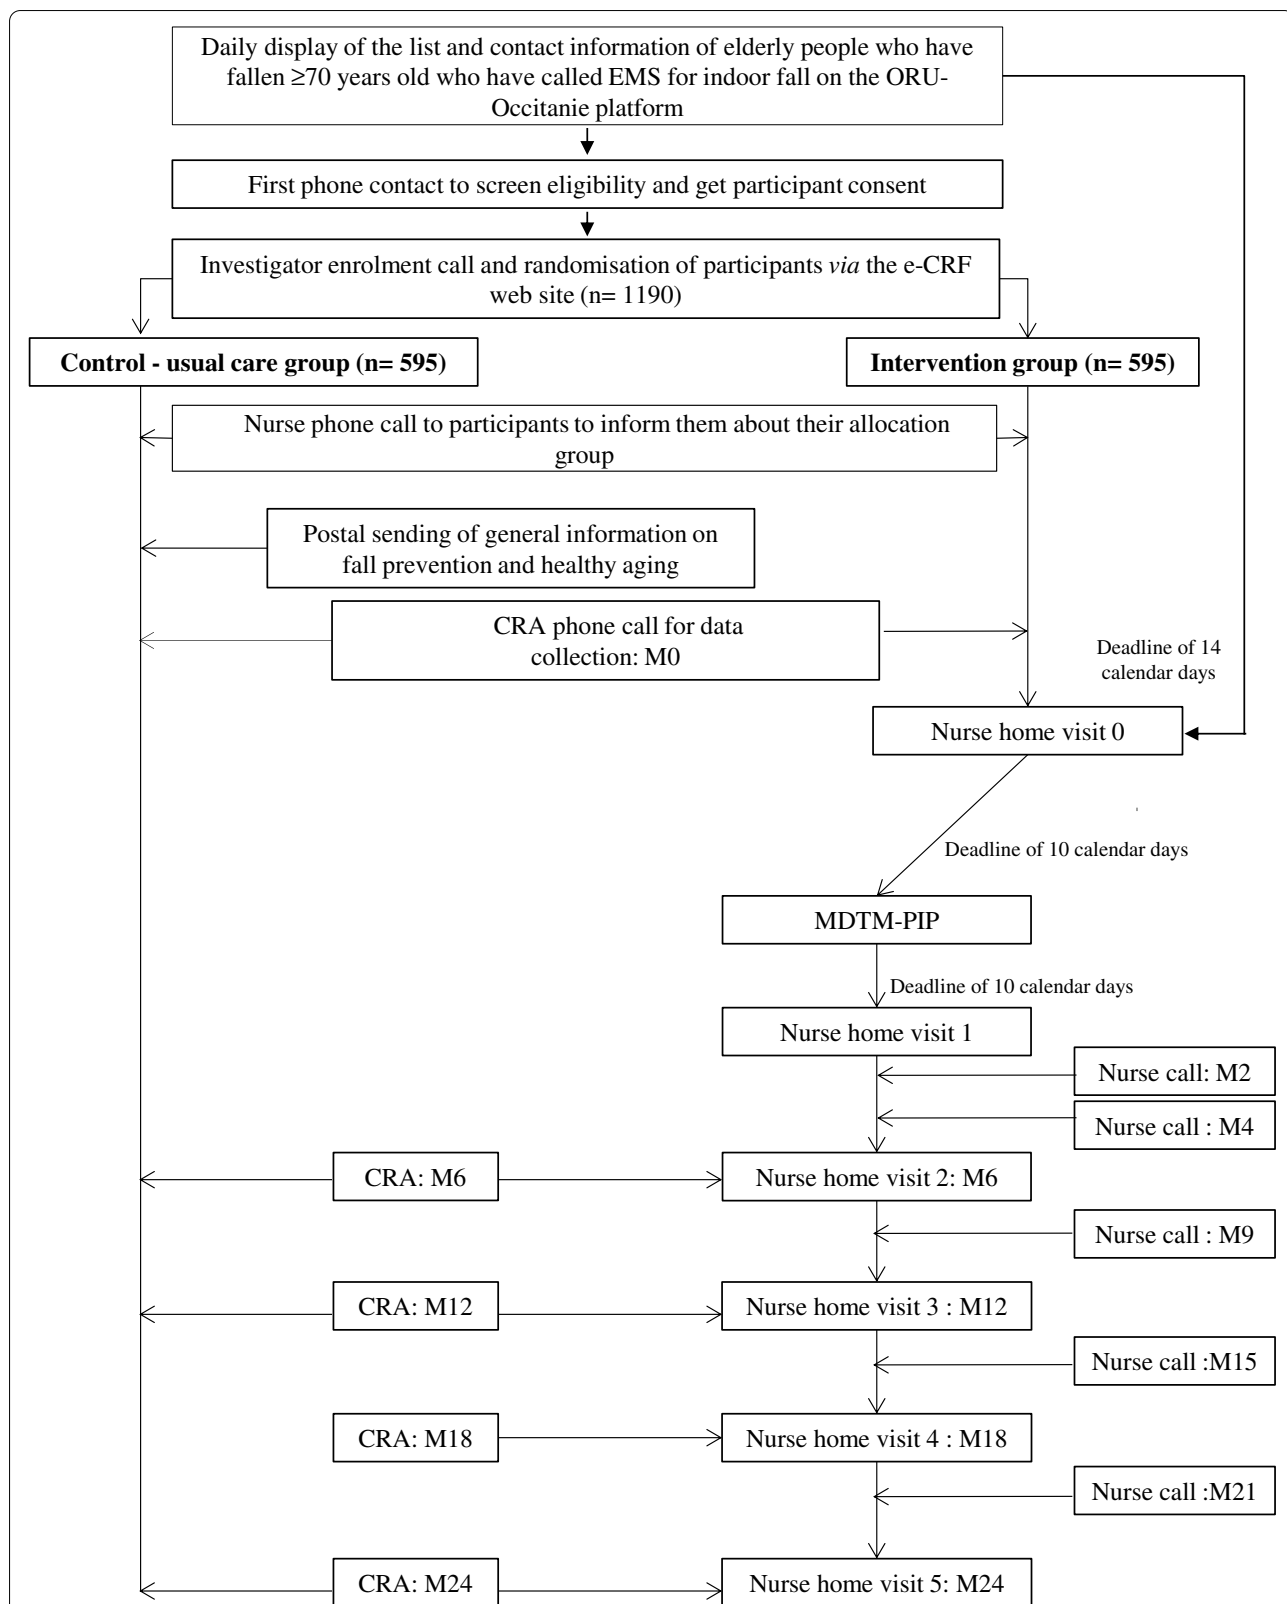 Daily display of the list and contact information of elderly people who have
fallen ≥70 years old who have called EMS for indoor fall on the ORU-
Occitanie platform
First phone contact to screen eligibility and get participant consent
Investigator enrolment call and randomisation of participants via the e-CRF
web site (n= 1190)
Control - usual care group (n= 595)
Intervention group (n= 595)
Nurse phone call to participants to inform them about their allocation
group
Postal sending of general information on
fall prevention and healthy aging
CRA phone call for data
collection: M0
Deadline of 14
calendar days
Nurse home visit 0
Deadline of 10 calendar days
MDTM-PIP
Deadline of 10 calendar days
Nurse home visit 1
Nurse call: M2
Nurse call : M4
CRA: M6
Nurse home visit 2: M6
Nurse call : M9
CRA: M12
Nurse home visit 3 : M12
Nurse call :M15
CRA: M18
Nurse home visit 4 : M18
Nurse call :M21
CRA: M24
Nurse home visit 5: M24